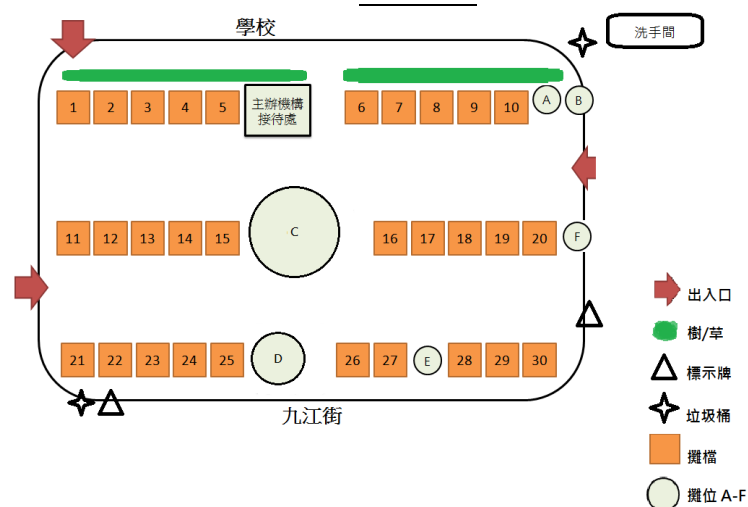 學校
洗手間
1 2 3 4 5
主辦機構
接待處
6 7 8 9 10 A B
11 12 13 14 15 C 16 17 18 19 20 F
21 22 23 24 25 D 26 27 E 28 29 30
九江街
出入口
樹/草
標示牌
垃圾桶
攤檔
攤位 A-F